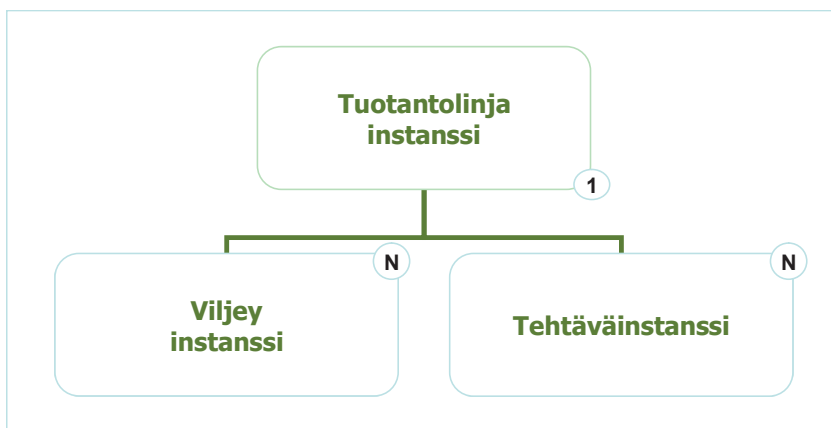 Tuotantolinja
instanssi
1
N
N
Viljey
instanssi
Tehtäväinstanssi